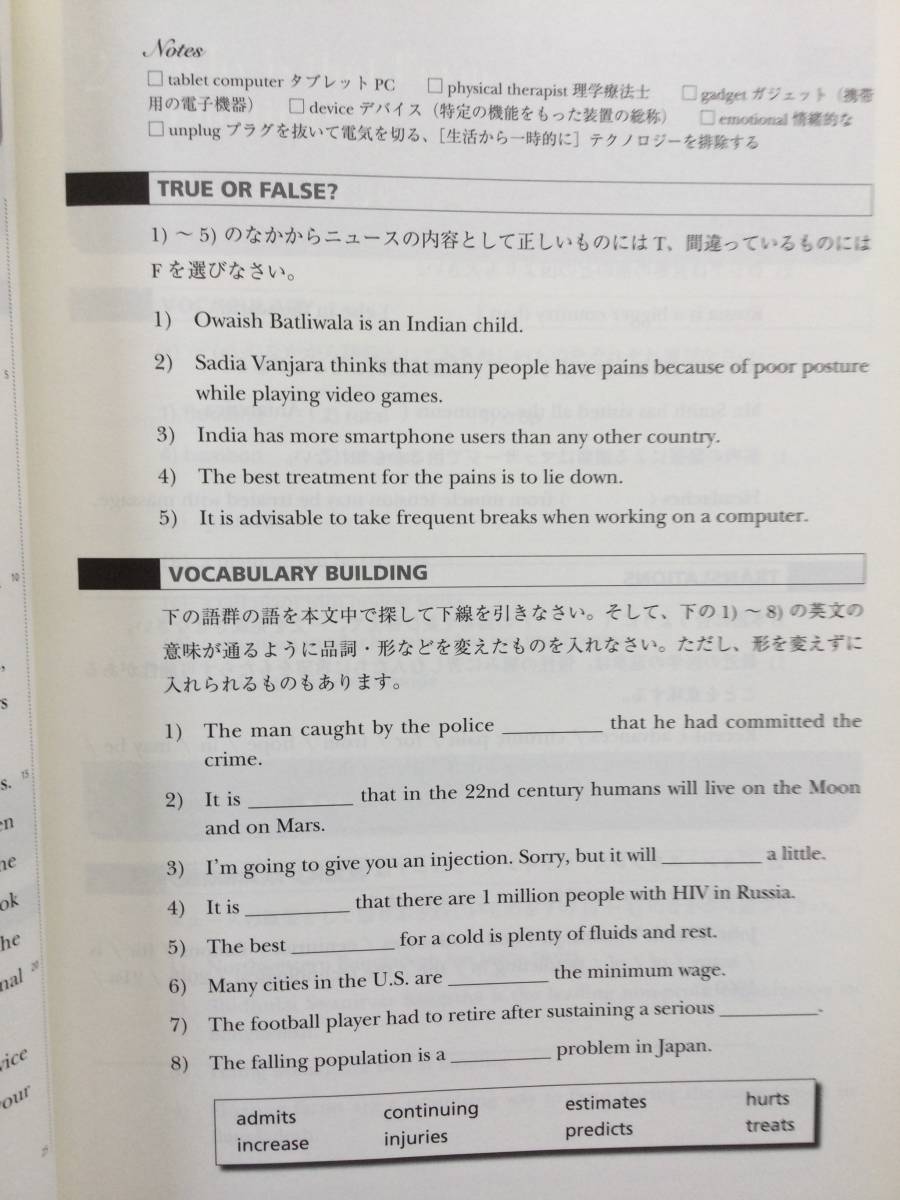 Notes
□ tablet computer タブレット PC □ physical therapist 理学療法士 □ gadget ガジェット（携帯
用の電子機器） □ device デバイス（特定の機能をもった装置の総称） □ emotional 情緒的な
□ unplug プラグを抜いて電気を切る、［生活から一時的に］テクノロジーを排除する
TRUE OR FALSE?
1) ～ 5) のなかからニュースの内容として正しいものには T、間違っているものには
F を選びなさい。
1) Owaish Batliwala is an Indian child.
2) Sadia Vanjara thinks that many people have pains because of poor posture
while playing video games.
3) India has more smartphone users than any other country.
4) The best treatment for the pains is to lie down.
5) It is advisable to take frequent breaks when working on a computer.
VOCABULARY BUILDING
下の語群の語を本文中で探して下線を引きなさい。そして、下の 1) ～ 8) の英文の
意味が通るように品詞・形などを変えたものを入れなさい。ただし、形を変えずに
入れられるものもあります。
1) The man caught by the police __________ that he had committed the
crime.
2) It is __________ that in the 22nd century humans will live on the Moon
and on Mars.
3) I'm going to give you an injection. Sorry, but it will __________ a little.
4) It is __________ that there are 1 million people with HIV in Russia.
5) The best __________ for a cold is plenty of fluids and rest.
6) Many cities in the U.S. are __________ the minimum wage.
7) The football player had to retire after sustaining a serious __________.
8) The falling population is a __________ problem in Japan.
admits continuing estimates hurts
increase injuries predicts treats